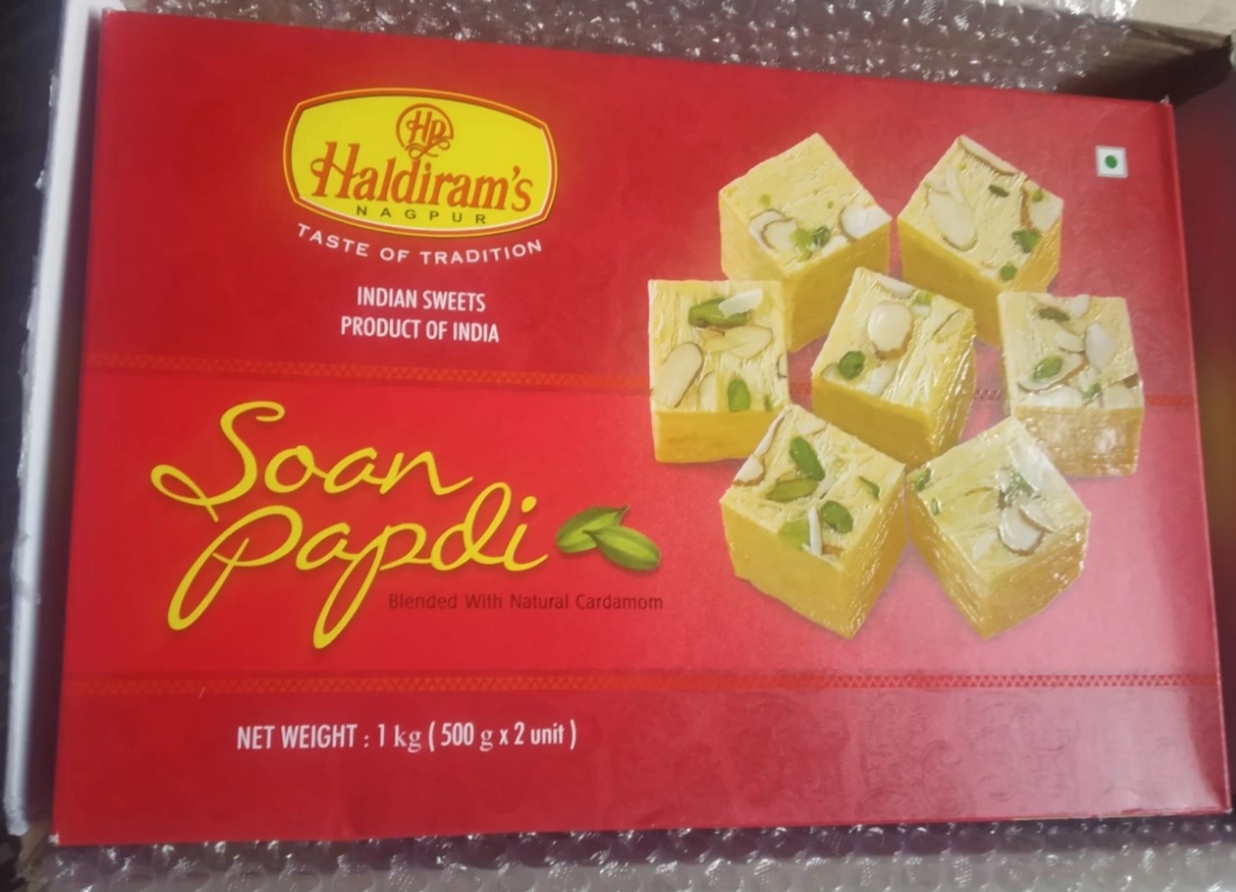 HR
Haldiram's
NAGPUR
TASTE OF TRADITION
INDIAN SWEETS
PRODUCT OF INDIA
Soan
papdi
Blended With Natural Cardamom
NET WEIGHT : 1 kg ( 500 g x 2 unit )